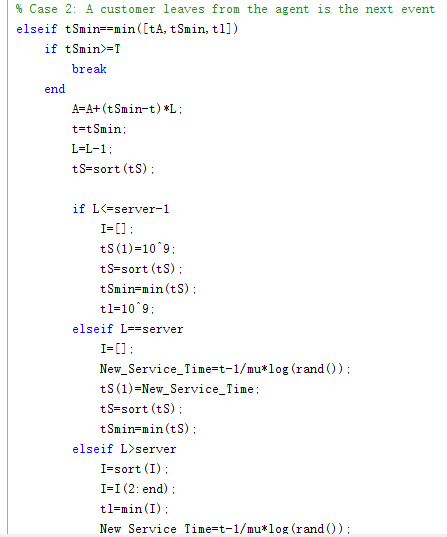 % Case 2: A customer leaves from the agent is the next event
elseif tSmin==min([tA,tSmin,tl])
if tSmin>=T
break
end
A=A+(tSmin-t)*L;
t=tSmin;
L=L-1;
tS=sort(tS);
if L<=server-1
I=[];
tS(1)=10^9;
tS=sort(tS);
tSmin=min(tS);
tl=10^9;
elseif L==server
I=[];
New_Service_Time=t-1/mu*log(rand());
tS(1)=New_Service_Time;
tS=sort(tS);
tSmin=min(tS);
elseif L>server
I=sort(I);
I=I(2:end);
tl=min(I);
New_Service_Time=t-1/mu*log(rand());